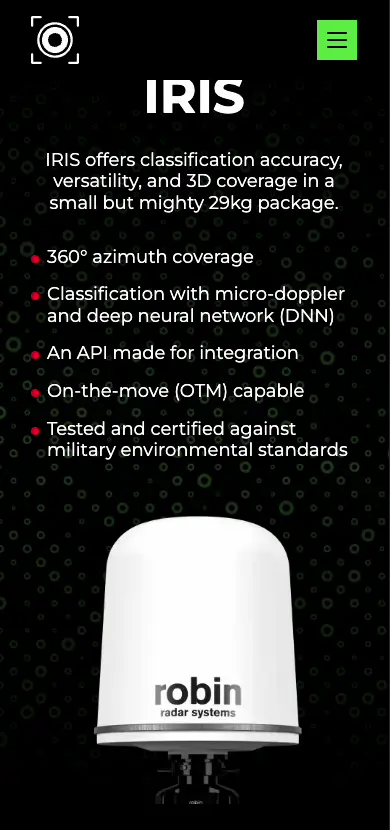 IRIS
IRIS offers classification accuracy,
versatility, and 3D coverage in a
small but mighty 29kg package.
360° azimuth coverage
Classification with micro-doppler
and deep neural network (DNN)
An API made for integration
On-the-move (OTM) capable
Tested and certified against
military environmental standards
robin
radar systems
robin